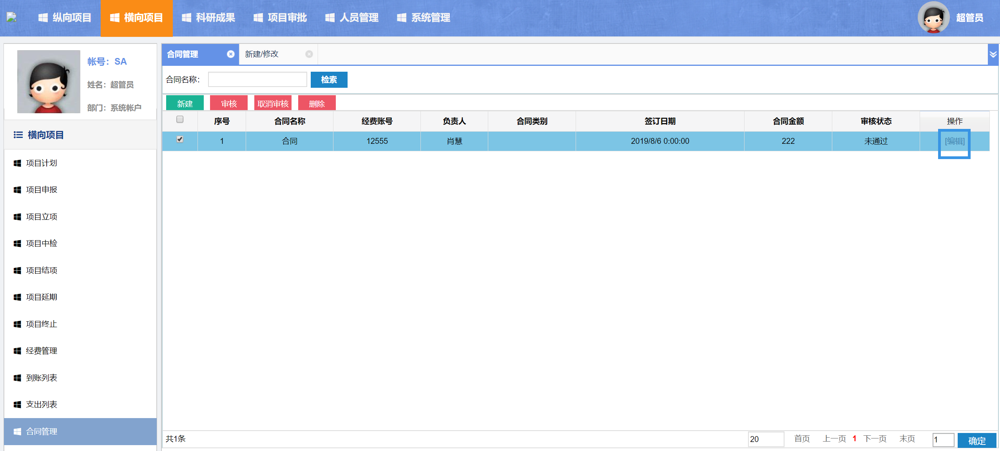 纵向项目 横向项目 科研成果 项目审批 人员管理 系统管理 超管员
帐号：SA
姓名：超管员
部门：系统帐户
横向项目
项目计划
项目申报
项目立项
项目中检
项目结项
项目延期
项目终止
经费管理
到账列表
支出列表
合同管理
合同管理 新建/修改
合同名称： 检索
新建 审核 取消审核 删除
序号 合同名称 经费账号 负责人 合同类别 签订日期 合同金额 审核状态 操作
1 合同 12555 肖慧 2019/8/6 0:00:00 222 未通过 [编辑]
共1条 20 首页 上一页 1 下一页 末页 1 确定